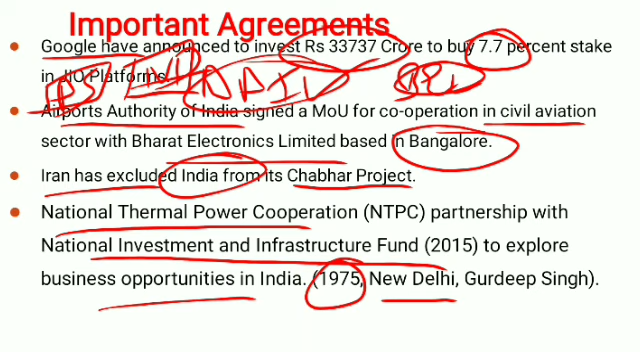 Important Agreements
Google have announced to invest Rs 33737 Crore to buy 7.7 percent stake
in JIO Platforms.
Airports Authority of India signed a MoU for co-operation in civil aviation
sector with Bharat Electronics Limited based in Bangalore.
Iran has excluded India from its Chabhar Project.
National Thermal Power Cooperation (NTPC) partnership with
National Investment and Infrastructure Fund (2015) to explore
business opportunities in India. (1975, New Delhi, Gurdeep Singh).